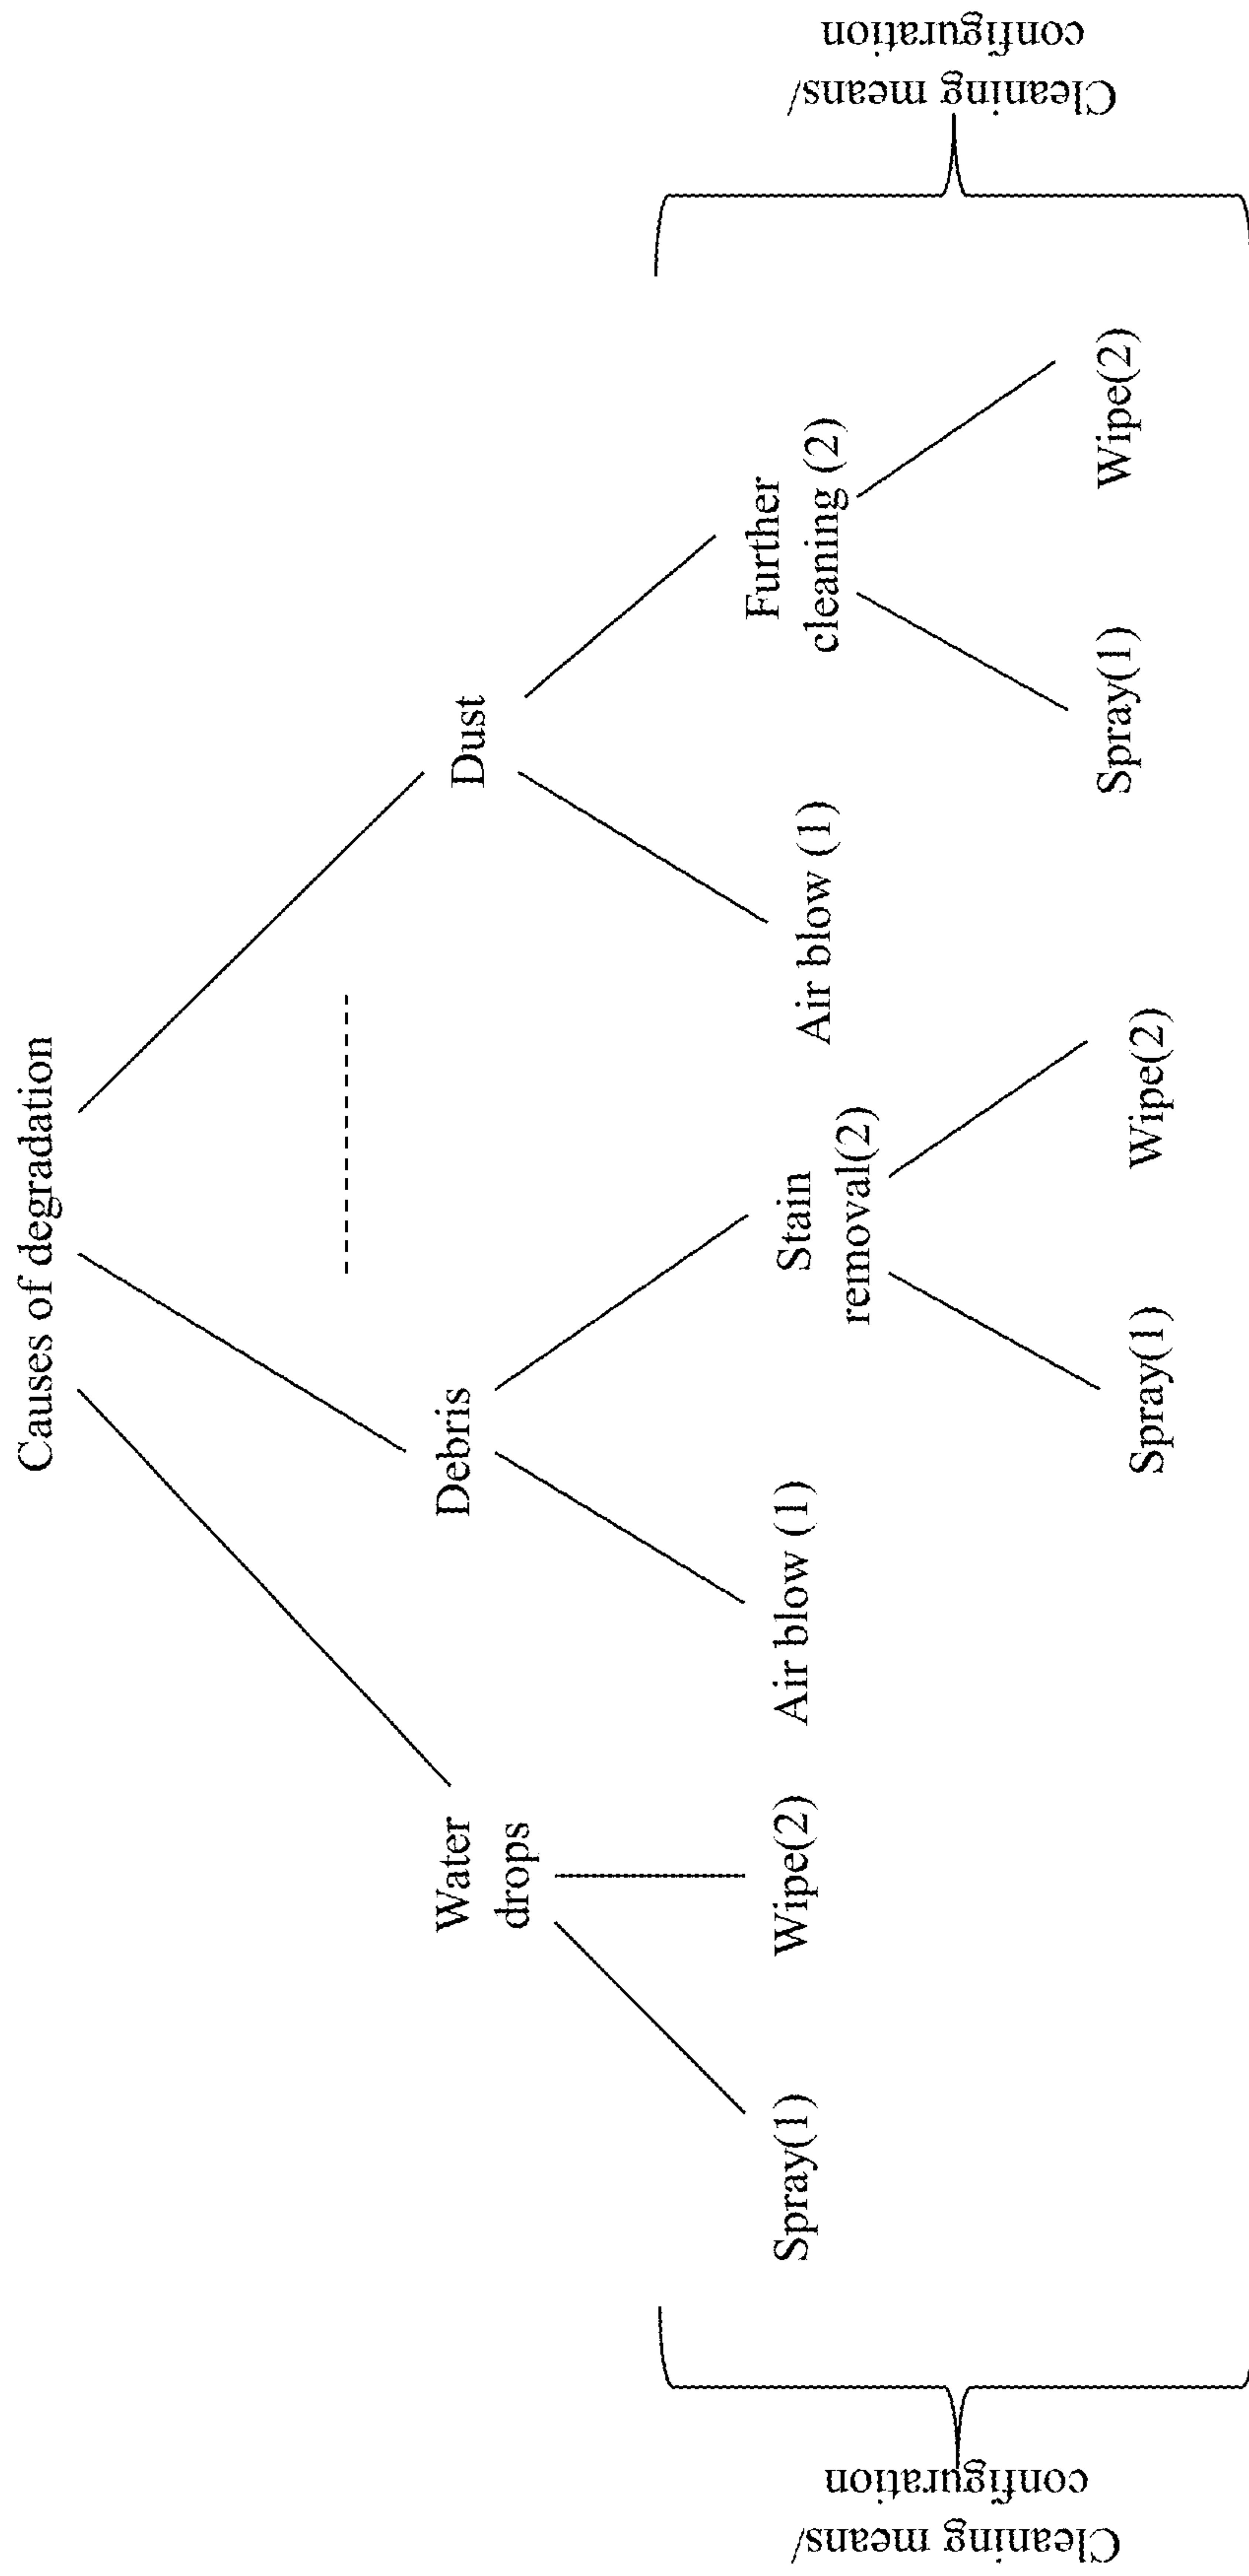 Causes of degradation
Water
drops
Debris
Dust
Spray(1)
Wipe(2)
Air blow (1)
Stain
removal(2)
Air blow (1)
Further
cleaning (2)
Spray(1)
Wipe(2)
Spray(1)
Wipe(2)
Cleaning means/
configuration
Cleaning means/
configuration